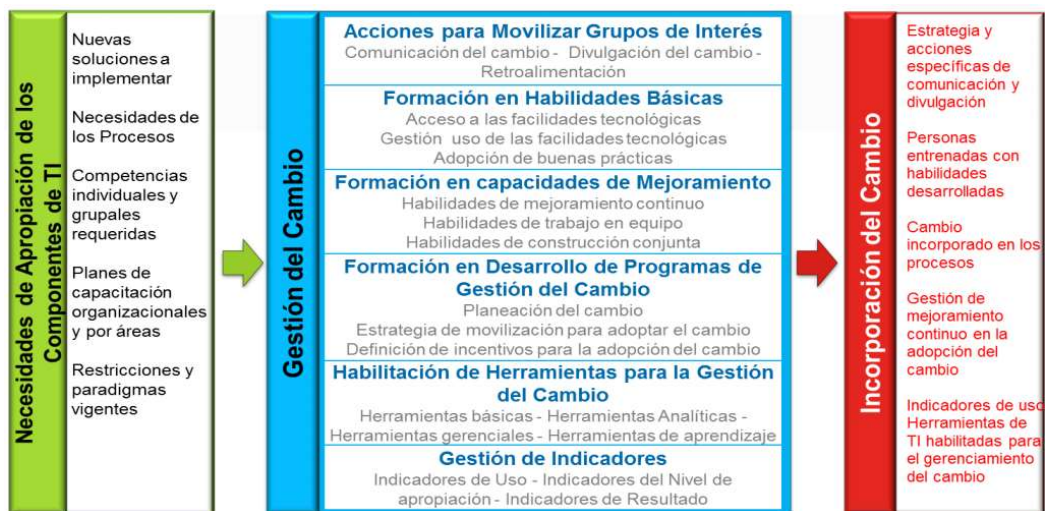 Necesidades de Apropiación de los
Componentes de TI
Nuevas
soluciones a
implementar
Necesidades de
los Procesos
Competencias
individuales y
grupales
requeridas
Planes de
capacitación
organizacionales
y por áreas
Restricciones y
paradigmas
vigentes
Gestión del Cambio
Acciones para Movilizar Grupos de Interés
Comunicación del cambio - Divulgación del cambio -
Retroalimentación
Formación en Habilidades Básicas
Acceso a las facilidades tecnológicas
Gestión uso de las facilidades tecnológicas
Adopción de buenas prácticas
Formación en capacidades de Mejoramiento
Habilidades de mejoramiento continuo
Habilidades de trabajo en equipo
Habilidades de construcción conjunta
Formación en Desarrollo de Programas de
Gestión del Cambio
Planeación del cambio
Estrategia de movilización para adoptar el cambio
Definición de incentivos para la adopción del cambio
Habilitación de Herramientas para la Gestión
del Cambio
Herramientas básicas - Herramientas Analíticas -
Herramientas gerenciales - Herramientas de aprendizaje
Gestión de Indicadores
Indicadores de Uso - Indicadores del Nivel de
apropiación - Indicadores de Resultado
Incorporación del Cambio
Estrategia y
acciones
específicas de
comunicación y
divulgación
Personas
entrenadas con
habilidades
desarrolladas
Cambio
incorporado en los
procesos
Gestión de
mejoramiento
continuo en la
adopción del
cambio
Indicadores de uso
Herramientas de
TI habilitadas para
el gerenciamiento
del cambio